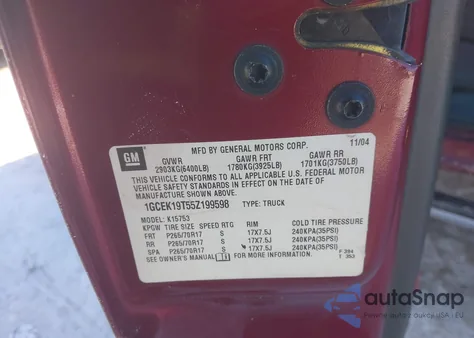 MFD BY GENERAL MOTORS CORP. 11/04
GM
GVWR GAWR FRT GAWR RR
2903KG(6400LB) 1780KG(3925LB) 1701KG(3750LB)
THIS VEHICLE CONFORMS TO ALL APPLICABLE U.S. FEDERAL MOTOR
VEHICLE SAFETY STANDARDS IN EFFECT ON THE DATE OF
MANUFACTURE SHOWN ABOVE.
1GCEK19T55Z199598 TYPE: TRUCK
MODEL: K15753
KPGW TIRE SIZE SPEED RTG RIM COLD TIRE PRESSURE
FRT P265/70R17 S 17X7.5J 240KPA(35PSI)
RR P265/70R17 S 17X7.5J 240KPA(35PSI)
SPA P265/70R17 S 17X7.5J 240KPA(35PSI)
SEE OWNER'S MANUAL FOR MORE INFORMATION.
autoSnap